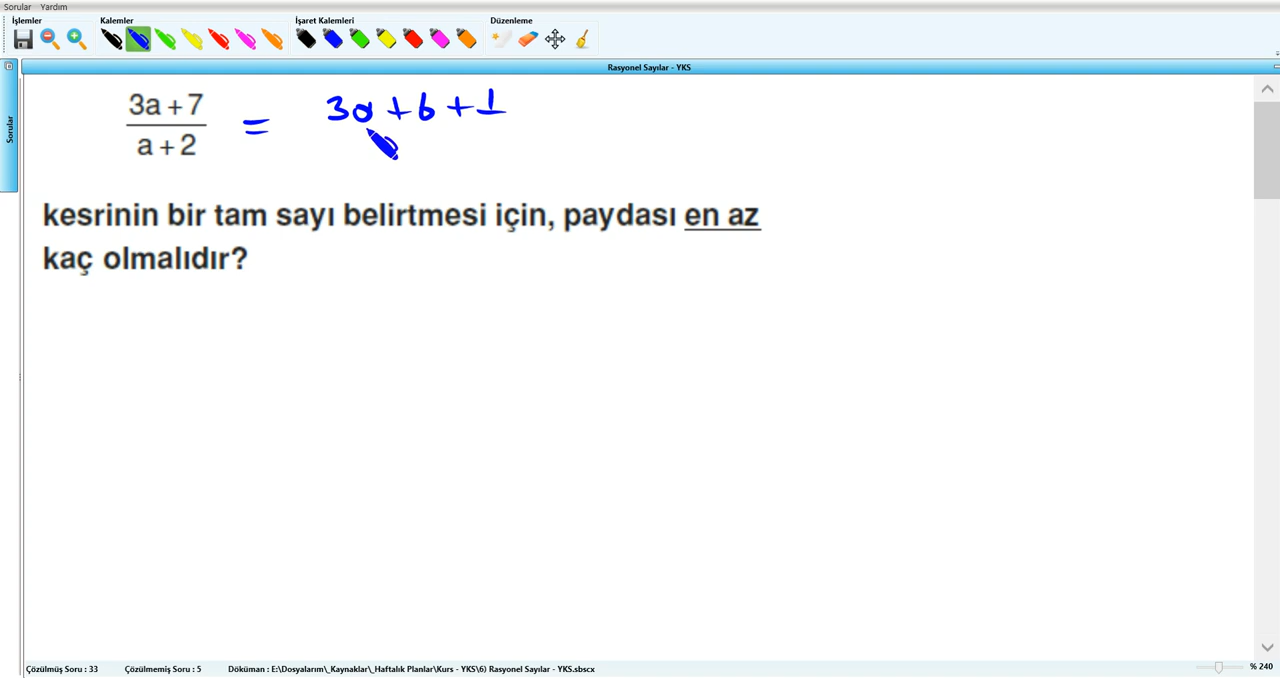 Sorular Yardım
İşlemler Kalemler İşaret Kalemleri Düzenleme
Rasyonel Sayılar - YKS
Sorular
3a + 7
a + 2
= 3a + 6 + 1
kesrinin bir tam sayı belirtmesi için, paydası en az
kaç olmalıdır?
Çözülmüş Soru : 33 Çözülmemiş Soru : 5 Döküman : E:\Dosyalarım\_Kaynaklar\_Haftalık Planlar\Kurs - YKS\6) Rasyonel Sayılar - YKS.sbscx % 240